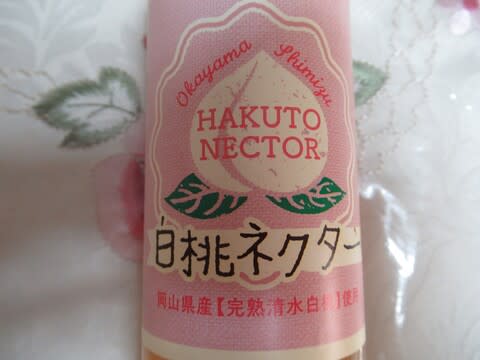 Okayama Shimizu
HAKUTO
NECTOR
白桃ネクター
岡山県産【完熟清水白桃】使用